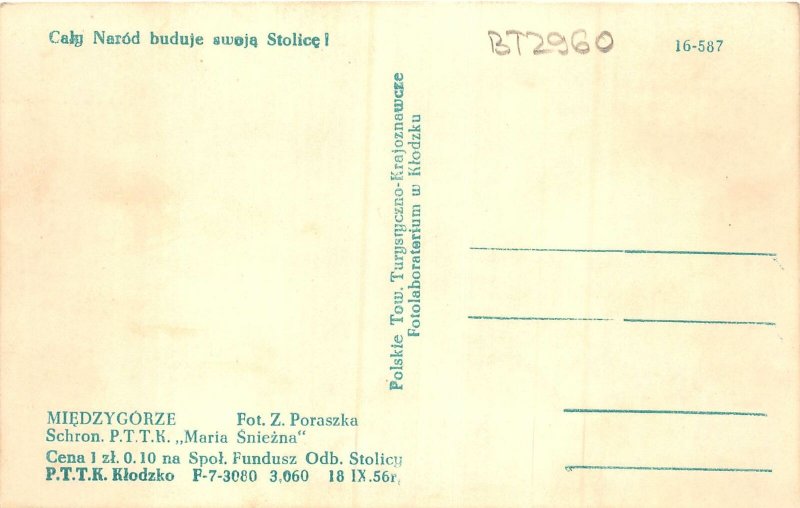 Cały Naród buduje swoją Stolicę!
BT2960
16-587
Polskie Tow. Turystyczno-Krajoznawcze
Fotolaboratorium w Kłodzku
MIĘDZYGÓRZE Fot. Z. Poraszka
Schron. P.T.T.K. „Maria Śnieżna"
Cena 1 zł. 0.10 na Społ. Fundusz Odb. Stolicy
P.T.T.K. Kłodzko F-7-3080 3,060 18 IX.56r.